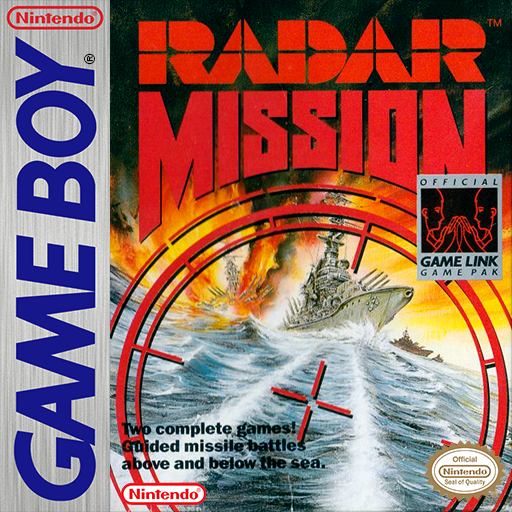 Nintendo®
GAME BOY®
RADAR™
MISSION
OFFICIAL
GAME LINK
GAME PAK
Two complete games!
Guided missile battles
above and below the sea.
Nintendo®
Official
Nintendo
Seal of Quality